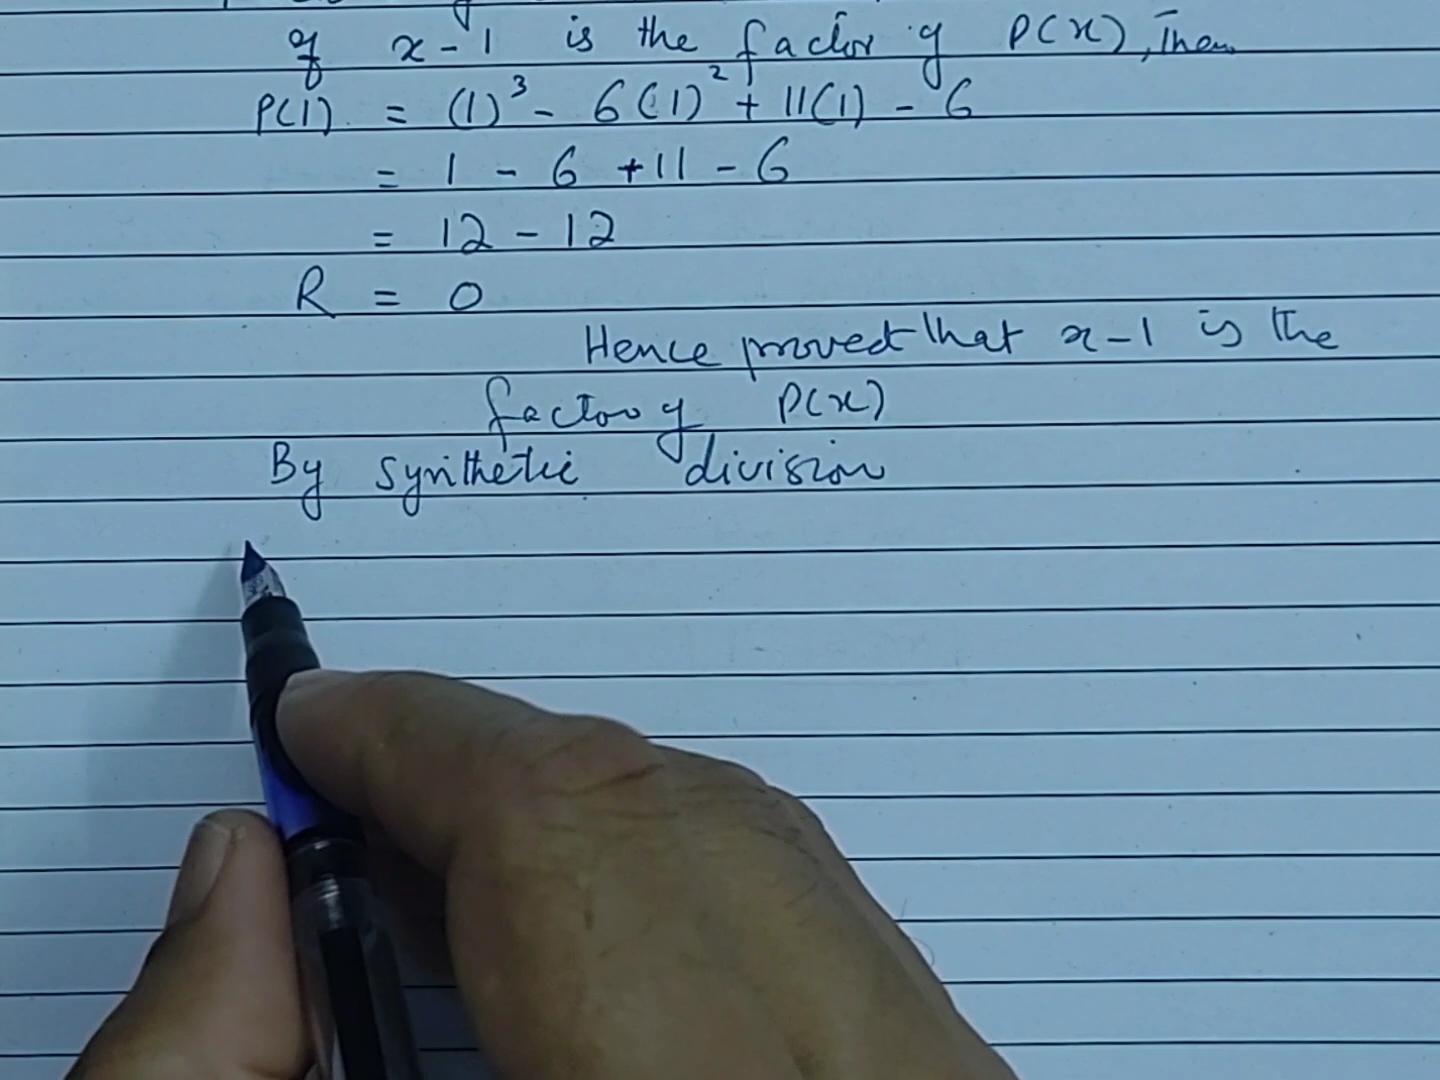 of x-1 is the factor of P(x), Then
P(1) = (1)³ - 6(1)² + 11(1) - 6
= 1 - 6 + 11 - 6
= 12 - 12
R = 0
Hence proved that x-1 is the
factor of P(x)
By synthetic division